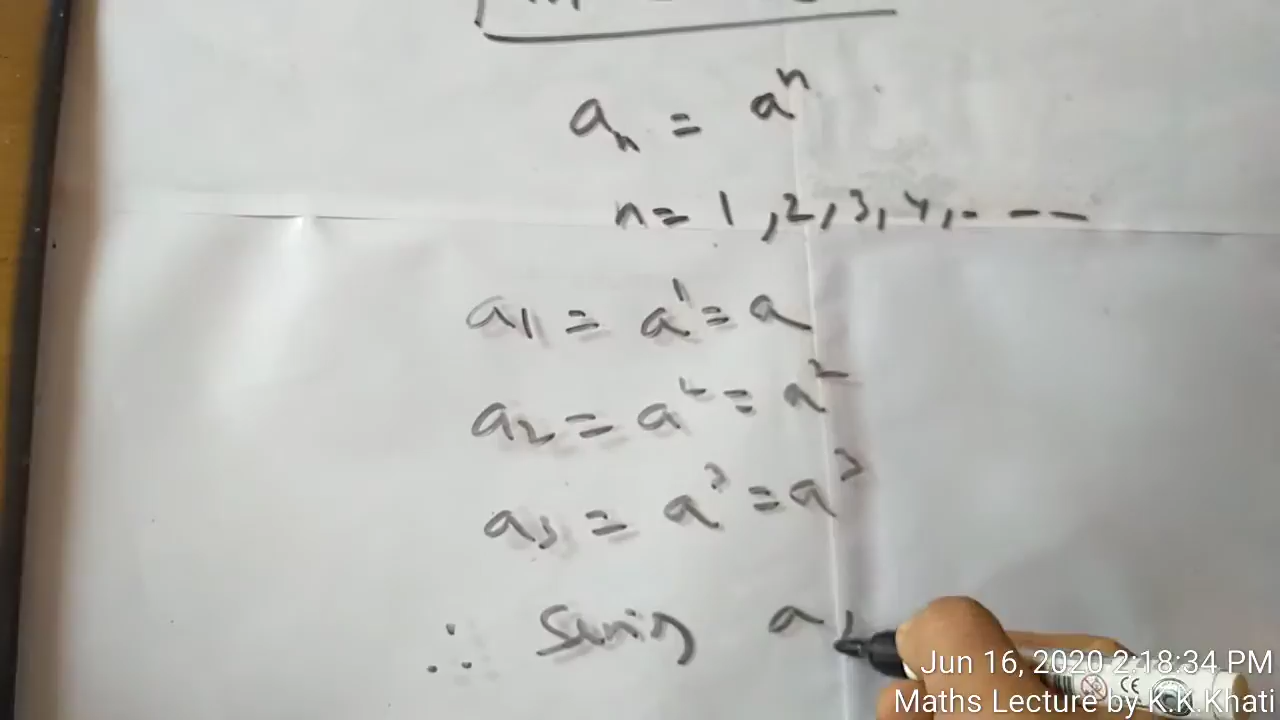 aₙ = aⁿ
n = 1, 2, 3, 4, . - -
a₁ = a¹ = a
a₂ = a² = a²
a₃ = a³ = a³
∴ Series a,
Jun 16, 2020 2:18:34 PM
Maths Lecture by K.K.Khati